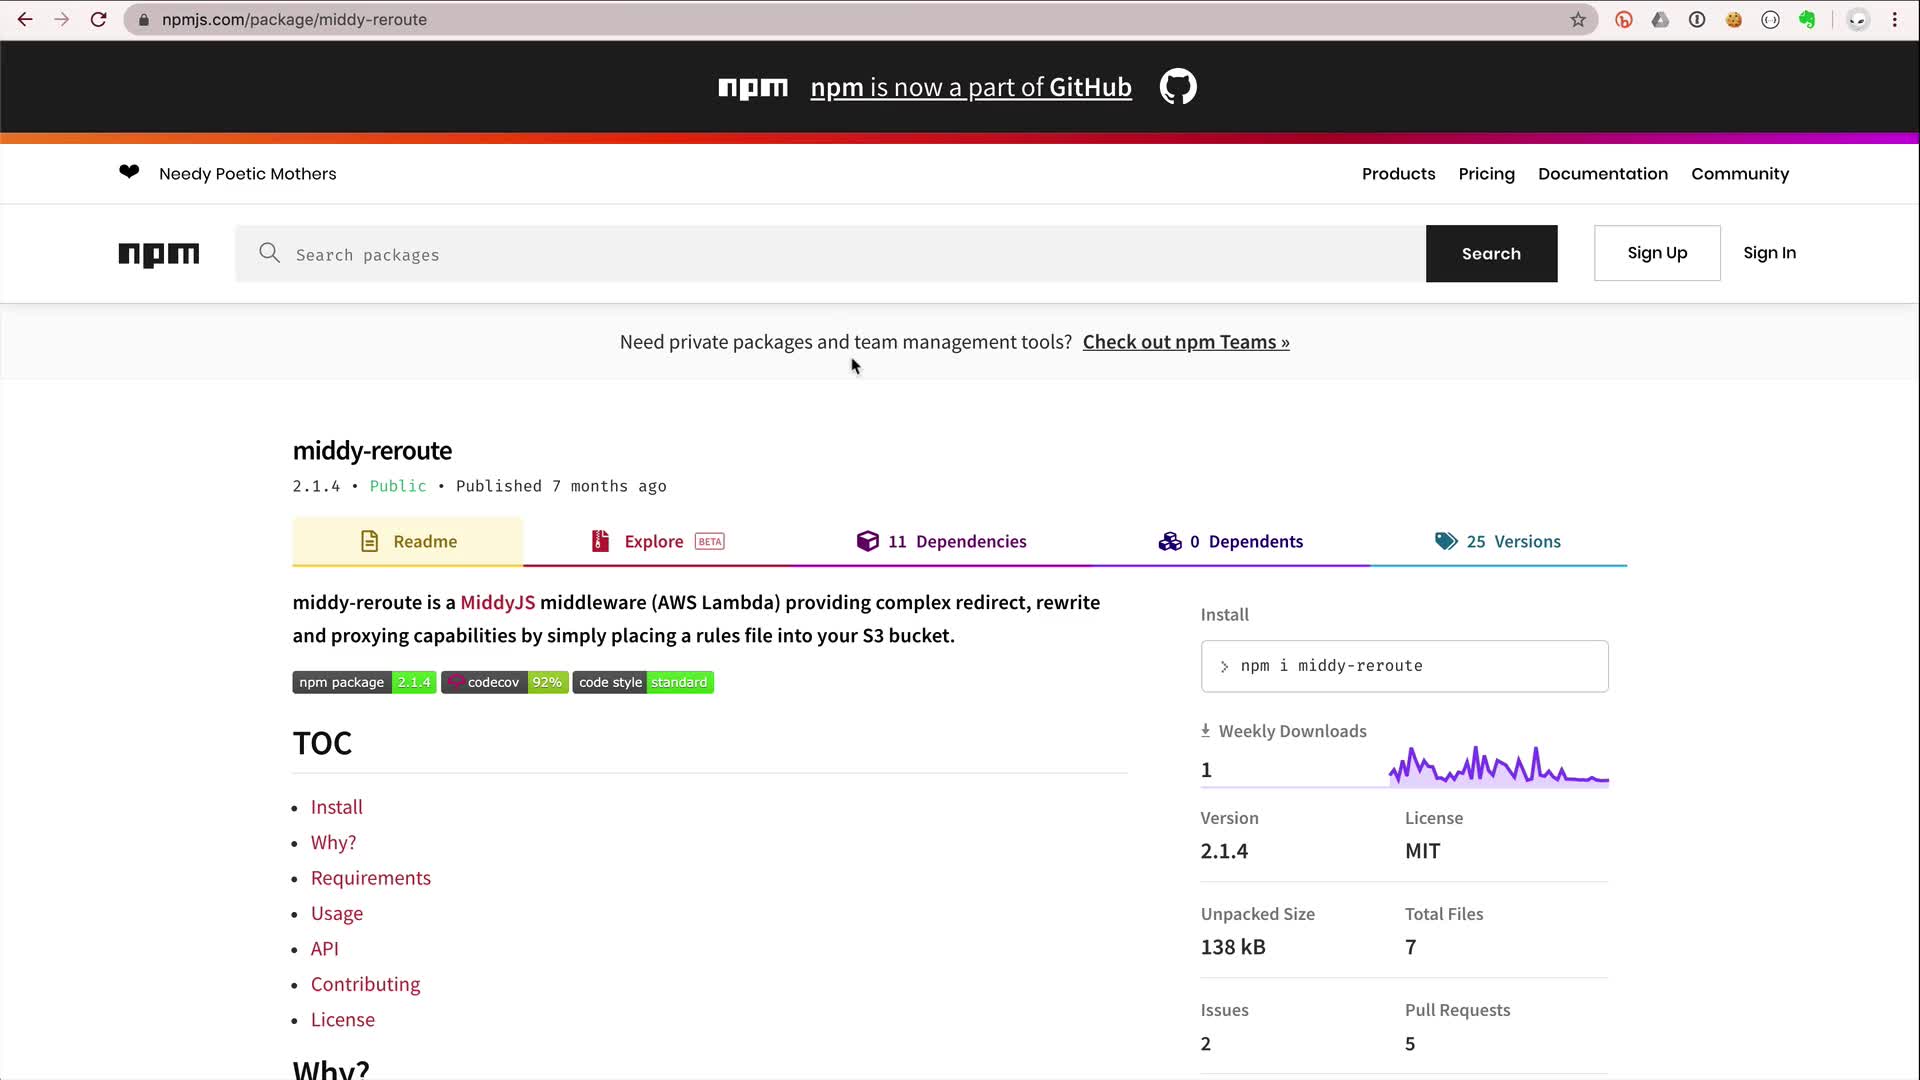 npmjs.com/package/middy-reroute
npm npm is now a part of GitHub
❤ Needy Poetic Mothers
Products Pricing Documentation Community
npm Search packages Search Sign Up Sign In
Need private packages and team management tools? Check out npm Teams »
middy-reroute
2.1.4 • Public • Published 7 months ago
Readme Explore BETA 11 Dependencies 0 Dependents 25 Versions
middy-reroute is a MiddyJS middleware (AWS Lambda) providing complex redirect, rewrite
and proxying capabilities by simply placing a rules file into your S3 bucket.
npm package 2.1.4 codecov 92% code style standard
TOC
• Install
• Why?
• Requirements
• Usage
• API
• Contributing
• License
Why?
Install
> npm i middy-reroute
Weekly Downloads
1
Version License
2.1.4 MIT
Unpacked Size Total Files
138 kB 7
Issues Pull Requests
2 5